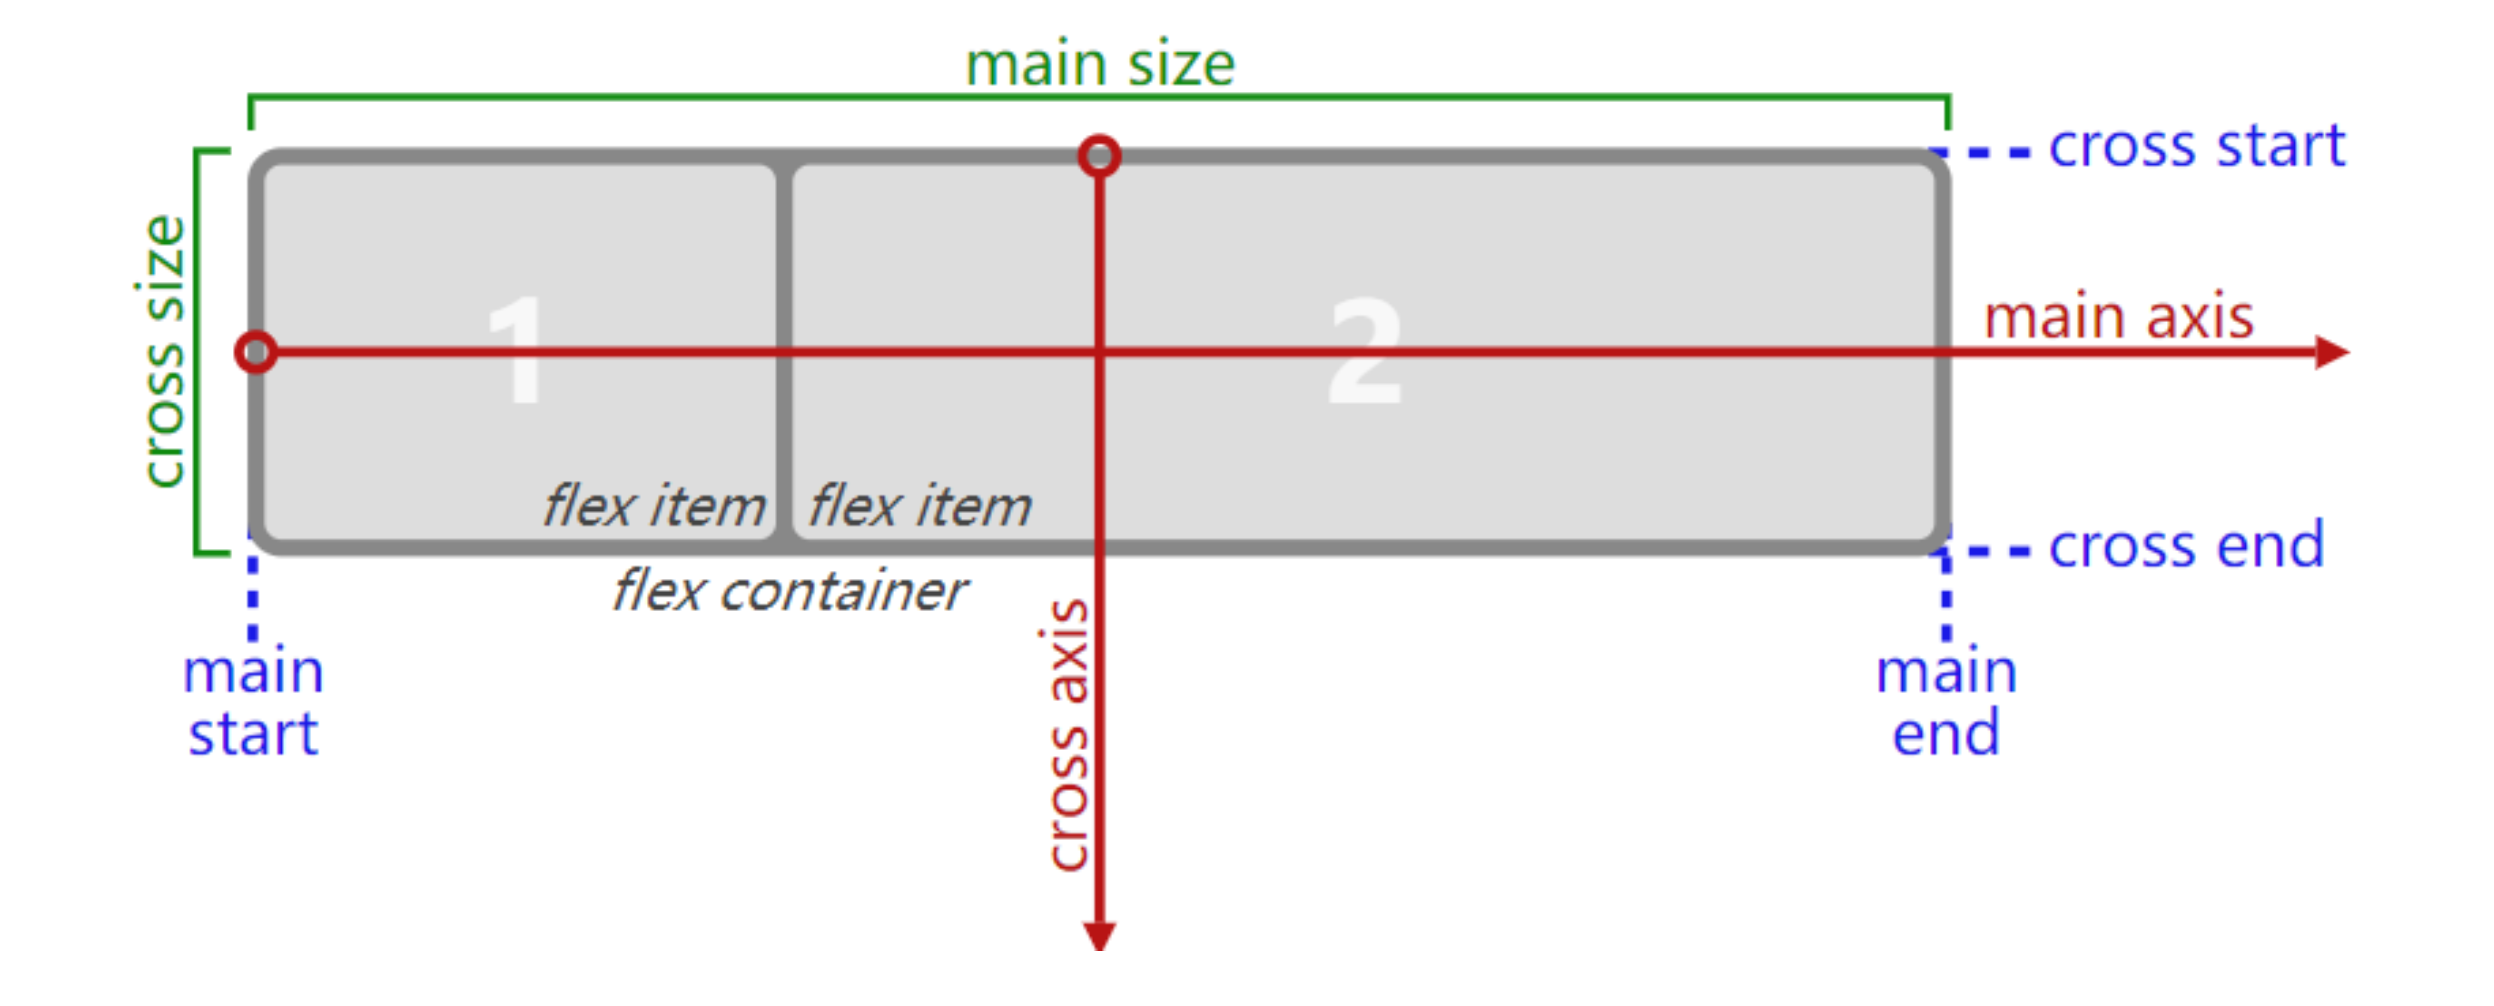 main size
cross start
cross size
1
2
main axis
flex item
flex item
cross end
flex container
main
start
cross axis
main
end